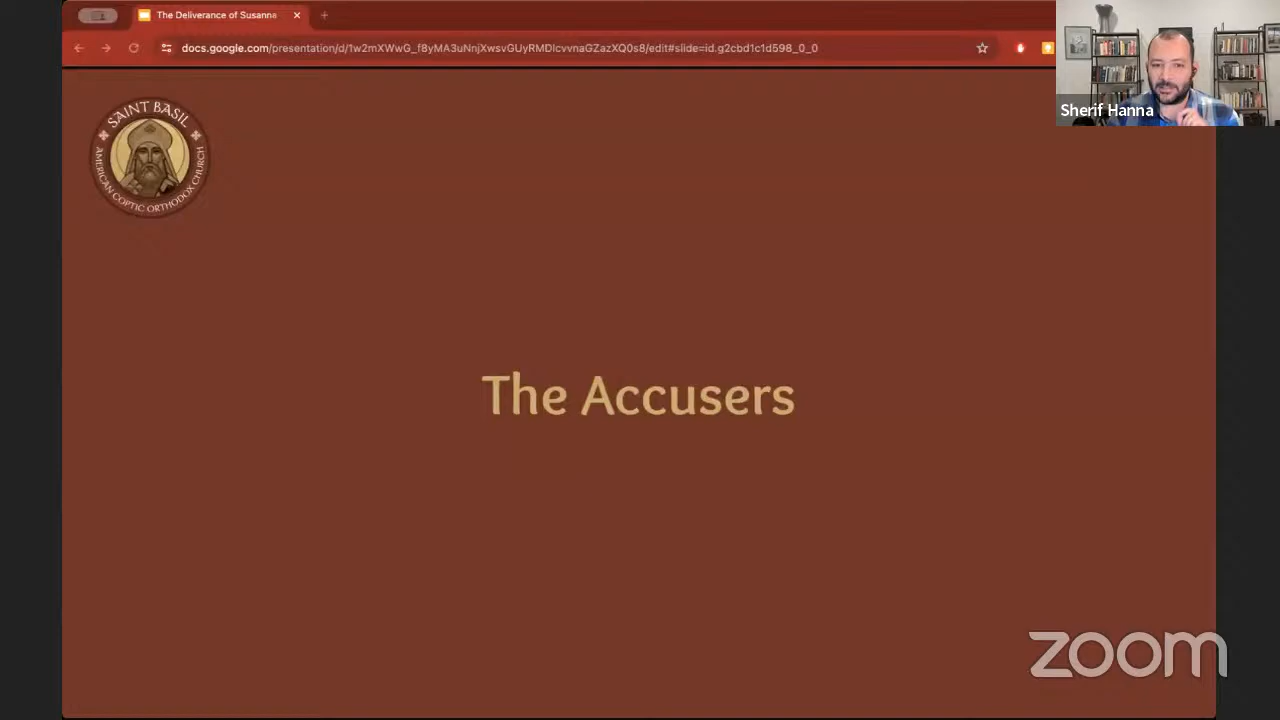 The Deliverance of Susanna
docs.google.com/presentation/d/1w2mXWwG_f8yMA3uNnjXwsvGUyRMDlcvvnaGZazXQ0s8/edit#slide=id.g2cbd1c1d598_0_0
Sherif Hanna
SAINT BASIL
AMERICAN COPTIC ORTHODOX CHURCH
The Accusers
zoom